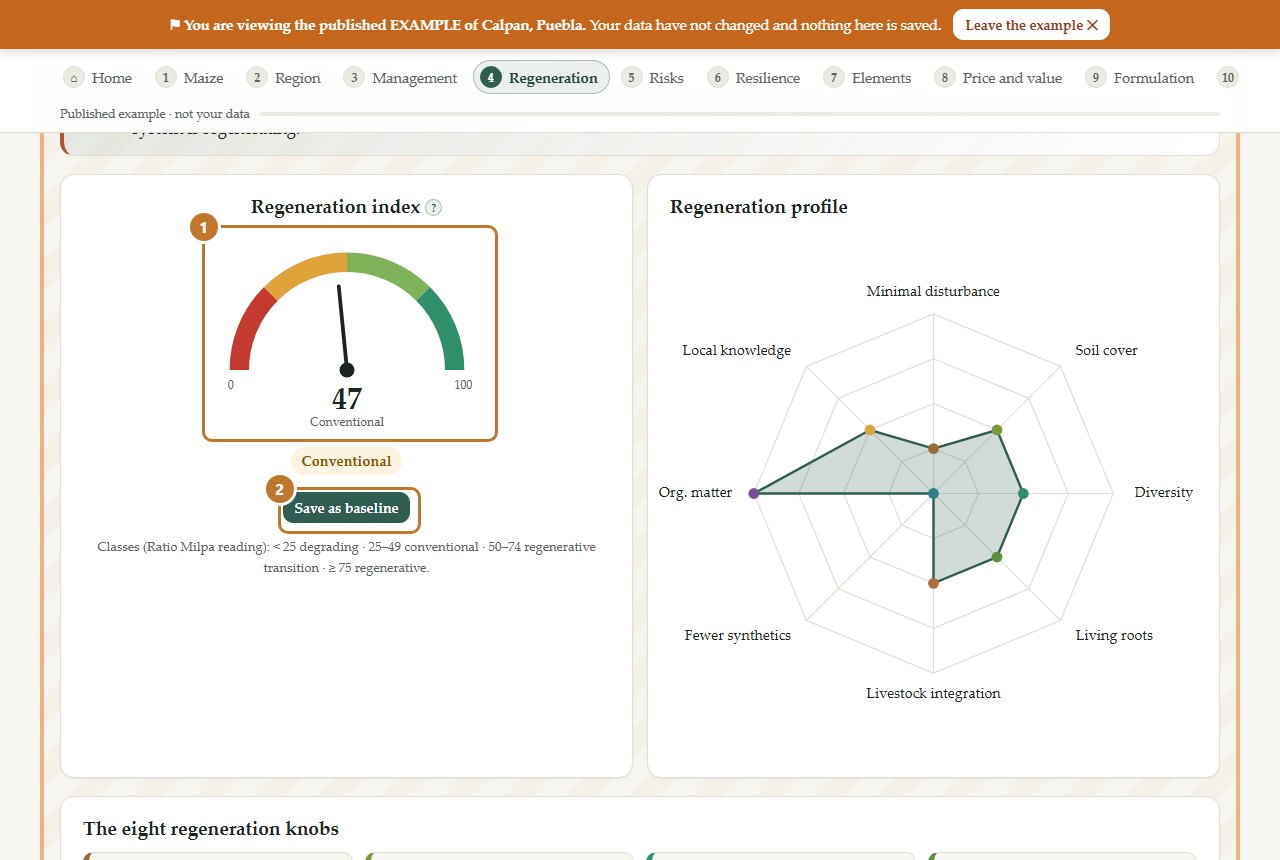 ⚑ You are viewing the published EXAMPLE of Calpan, Puebla. Your data have not changed and nothing here is saved. Leave the example ✕
⌂ Home 1 Maize 2 Region 3 Management 4 Regeneration 5 Risks 6 Resilience 7 Elements 8 Price and value 9 Formulation 10
Published example · not your data
Regeneration index ?
1
0
100
47
Conventional
Conventional
2
Save as baseline
Classes (Ratio Milpa reading): < 25 degrading · 25–49 conventional · 50–74 regenerative
transition · ≥ 75 regenerative.
Regeneration profile
Minimal disturbance
Local knowledge
Soil cover
Org. matter
Diversity
Fewer synthetics
Living roots
Livestock integration
The eight regeneration knobs